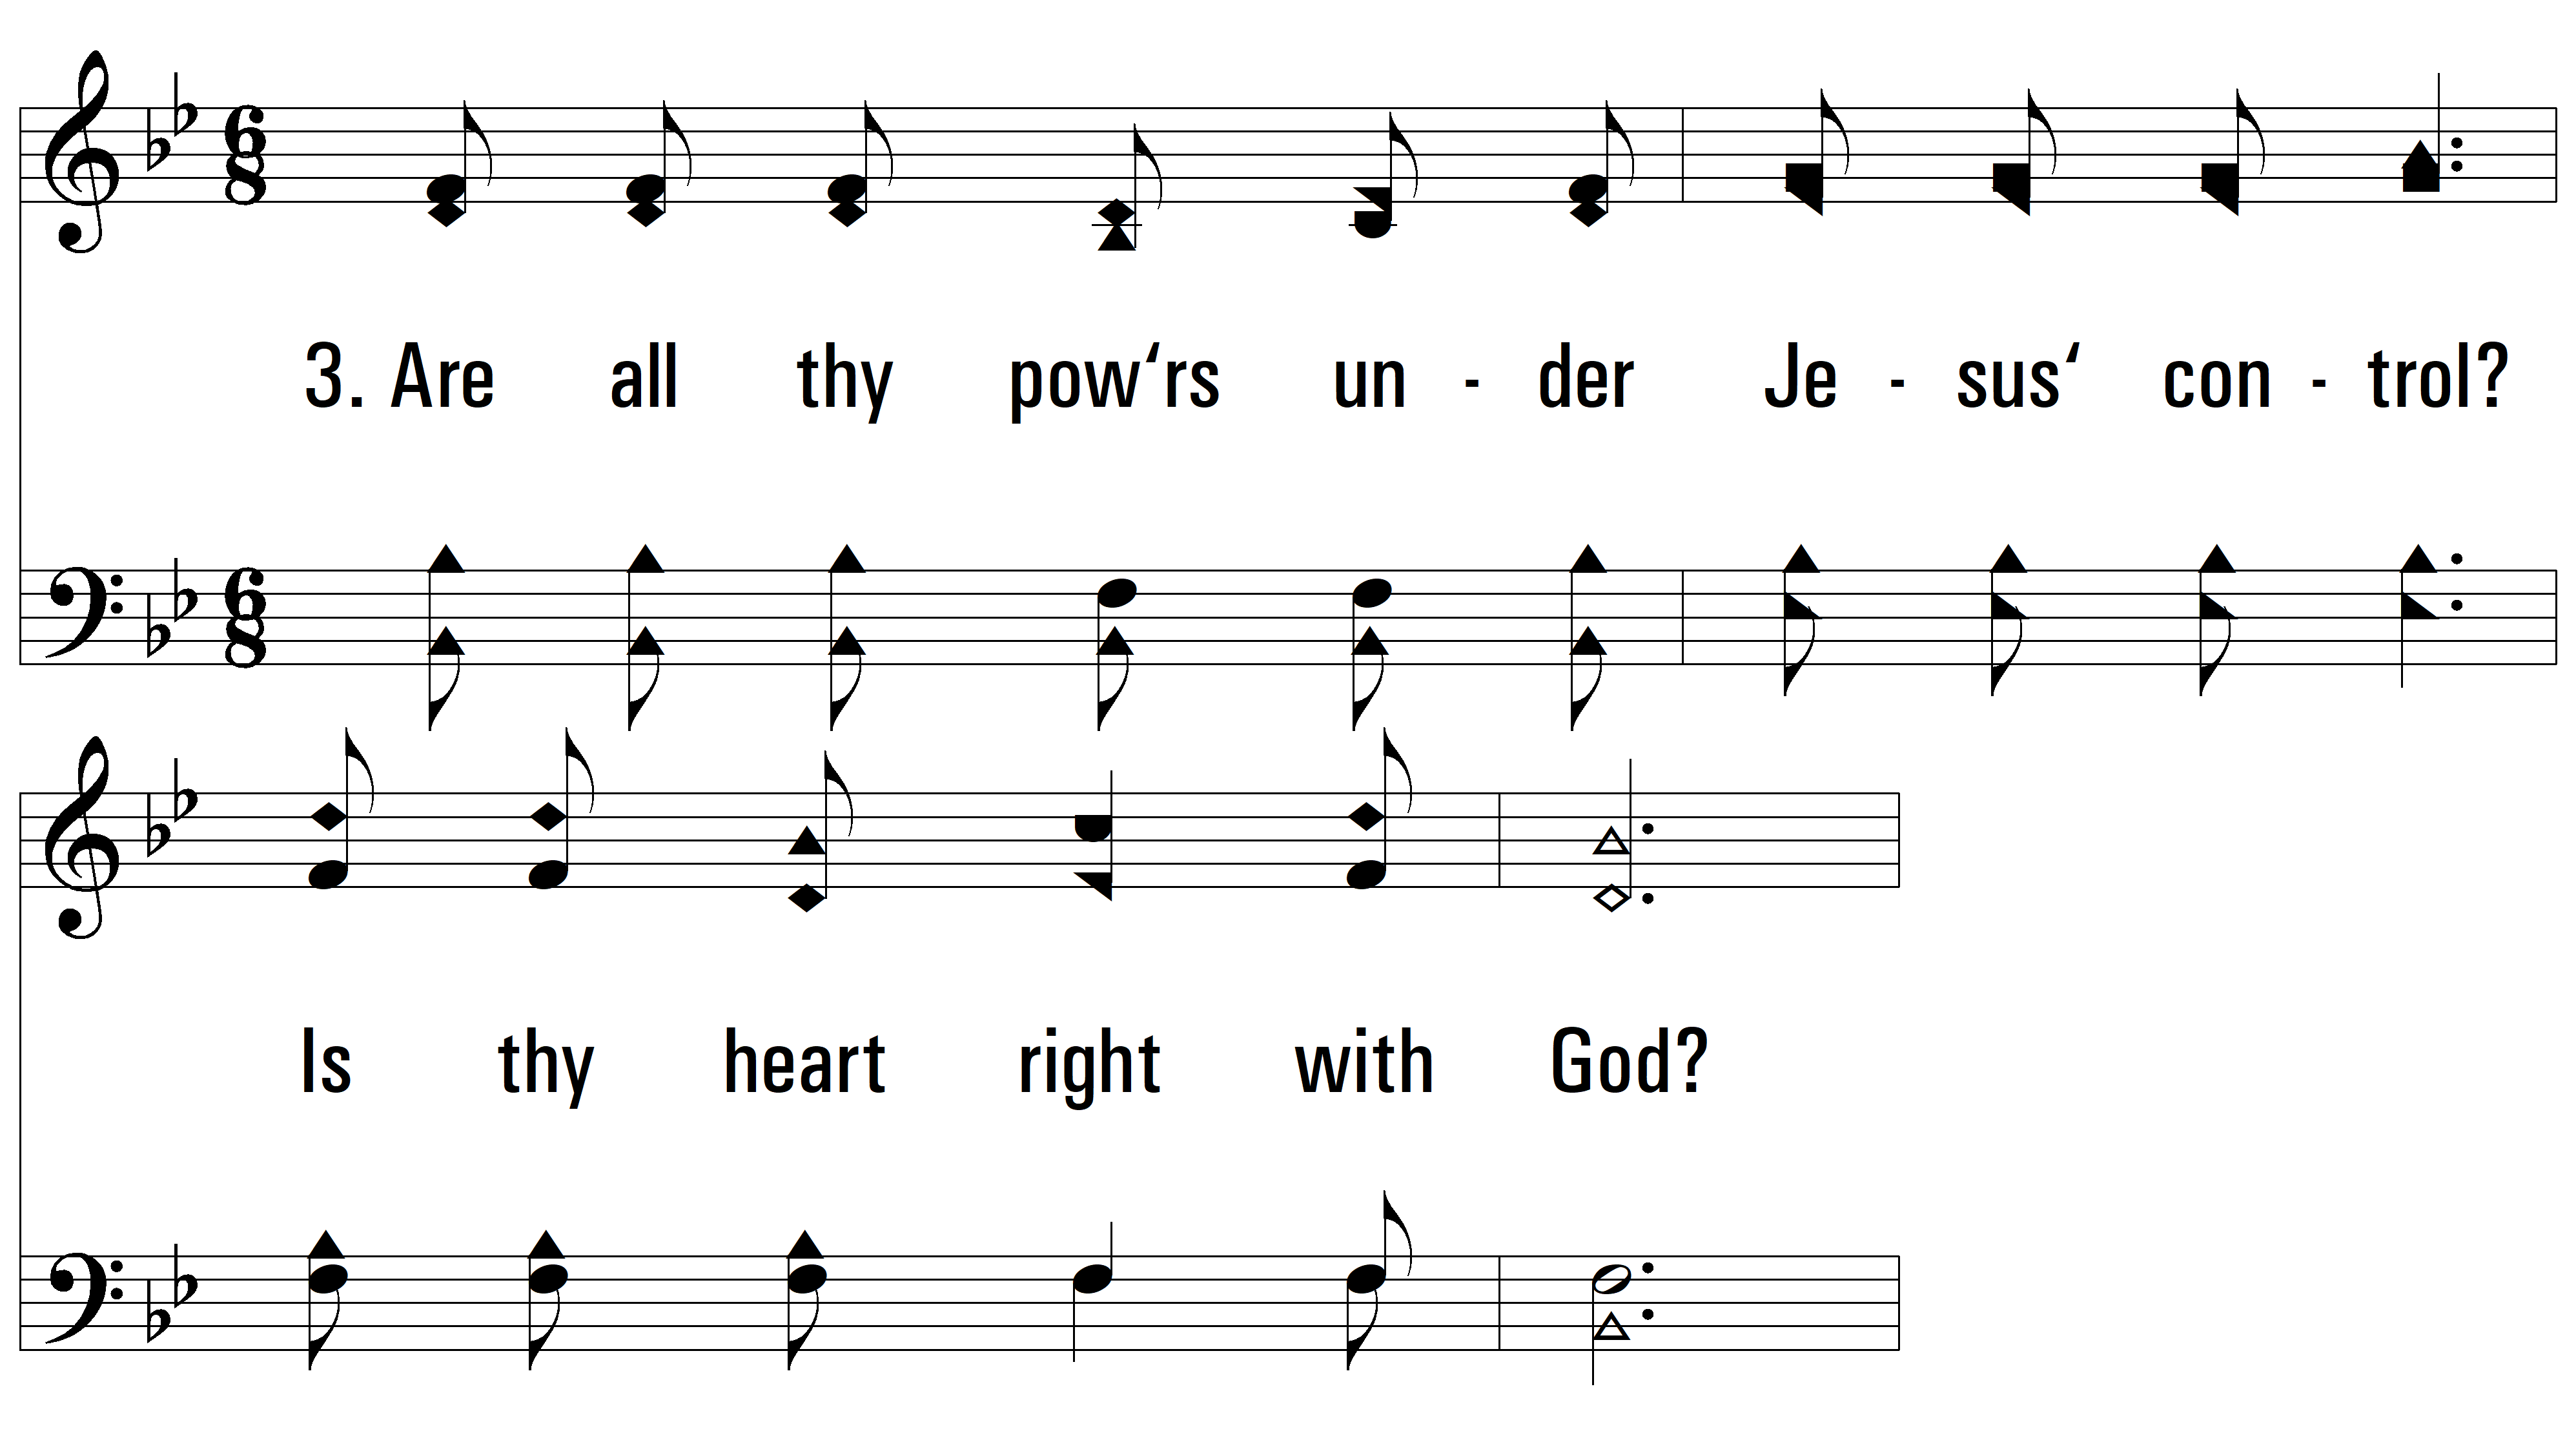 3. Are all thy pow‘rs un - der Je - sus‘ con - trol?
Is thy heart right with God?